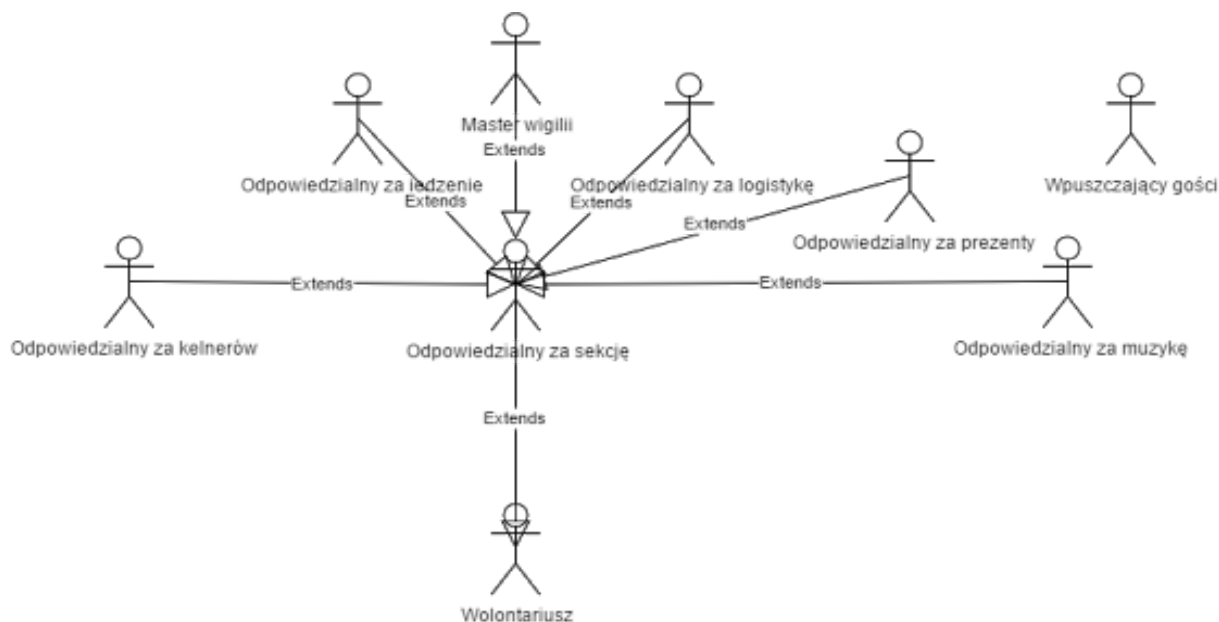 Master wigilii
Extends
Odpowiedzialny za jedzenie
Extends
Odpowiedzialny za logistykę
Extends
Wpuszczający gości
Extends
Odpowiedzialny za prezenty
Extends
Extends
Odpowiedzialny za kelnerów
Odpowiedzialny za sekcję
Odpowiedzialny za muzykę
Extends
Wolontariusz